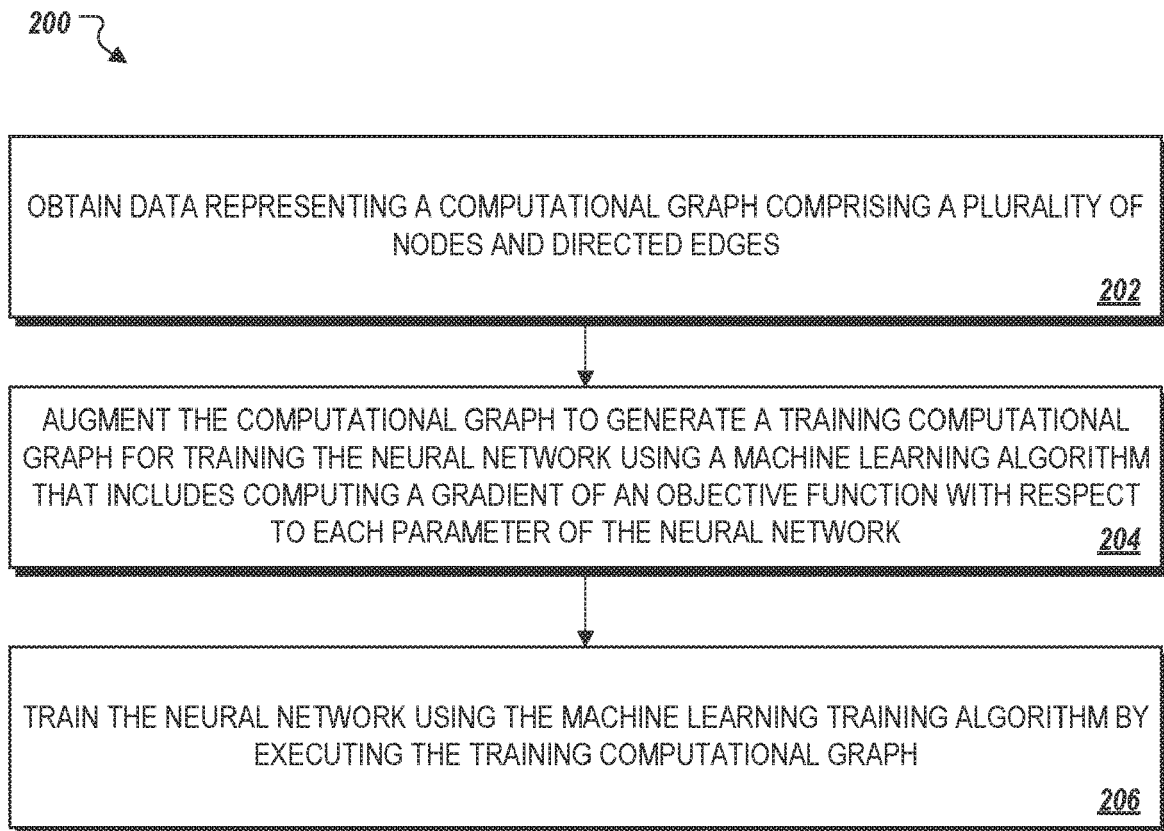 200
OBTAIN DATA REPRESENTING A COMPUTATIONAL GRAPH COMPRISING A PLURALITY OF
NODES AND DIRECTED EDGES
202
AUGMENT THE COMPUTATIONAL GRAPH TO GENERATE A TRAINING COMPUTATIONAL
GRAPH FOR TRAINING THE NEURAL NETWORK USING A MACHINE LEARNING ALGORITHM
THAT INCLUDES COMPUTING A GRADIENT OF AN OBJECTIVE FUNCTION WITH RESPECT
TO EACH PARAMETER OF THE NEURAL NETWORK
204
TRAIN THE NEURAL NETWORK USING THE MACHINE LEARNING TRAINING ALGORITHM BY
EXECUTING THE TRAINING COMPUTATIONAL GRAPH
206